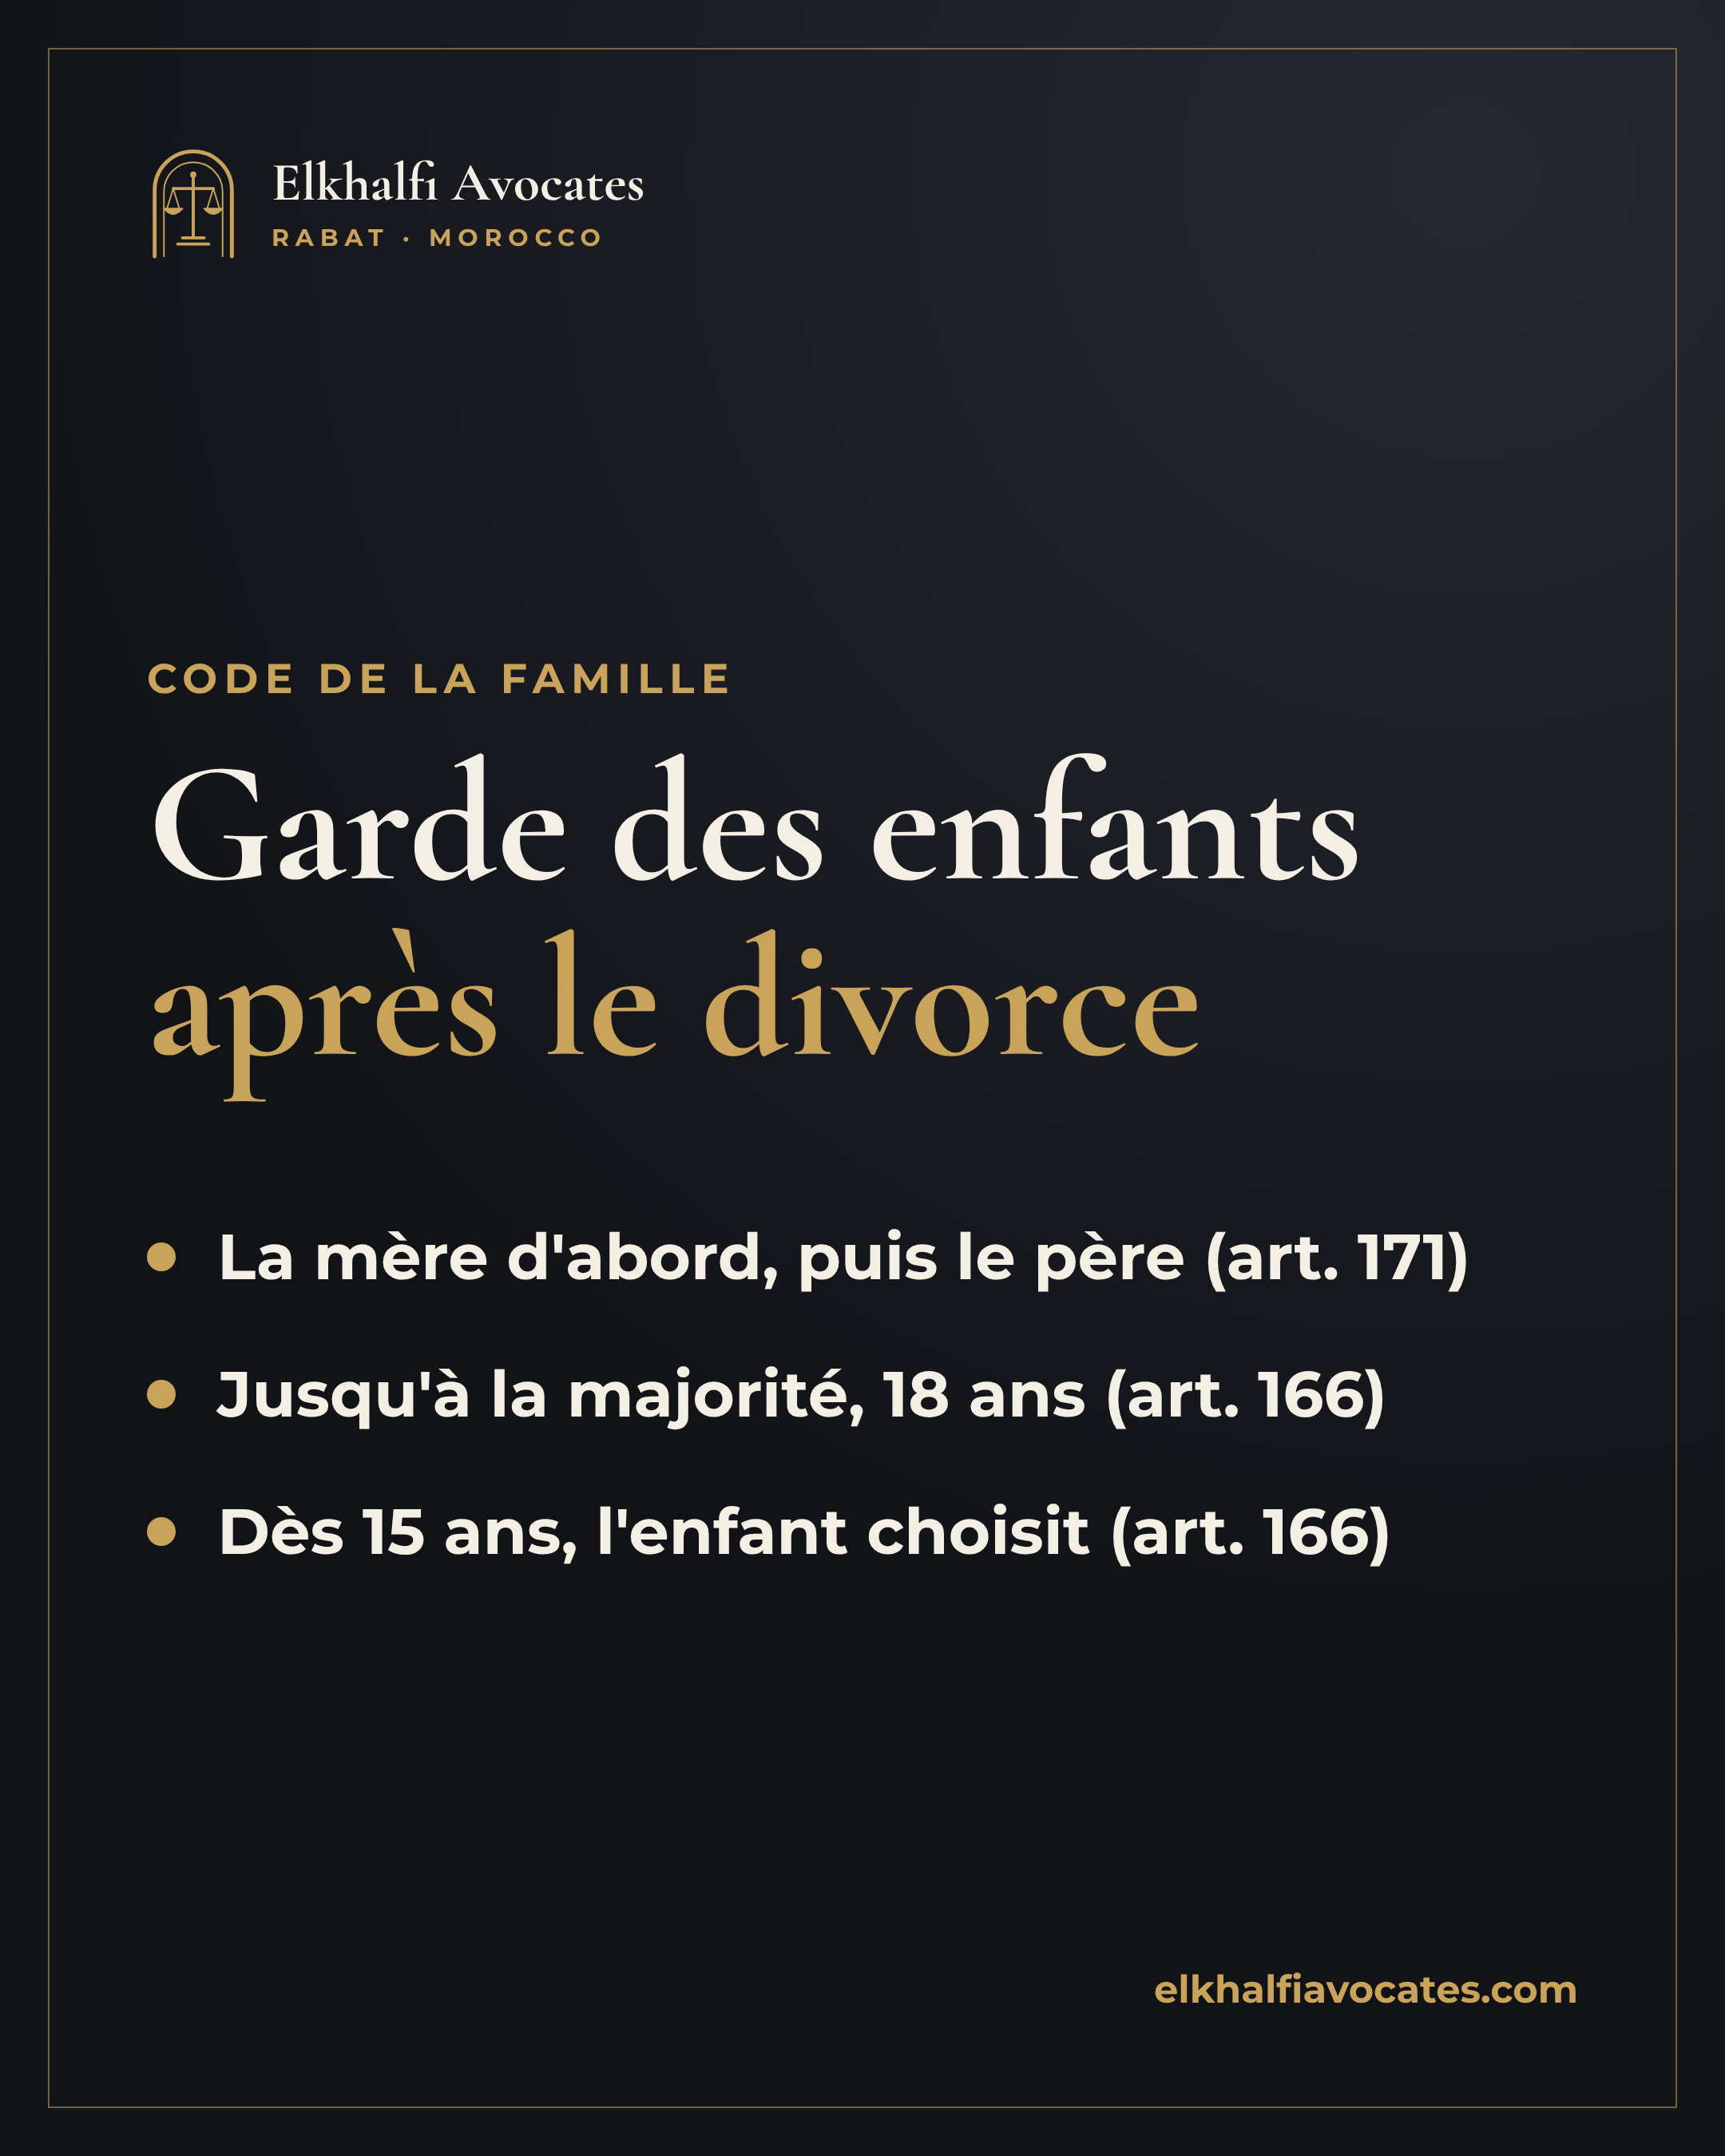 Elkhalfi Avocates
RABAT · MOROCCO
CODE DE LA FAMILLE
Garde des enfants
après le divorce
La mère d'abord, puis le père (art. 171)
Jusqu'à la majorité, 18 ans (art. 166)
Dès 15 ans, l'enfant choisit (art. 166)
elkhalfiavocates.com